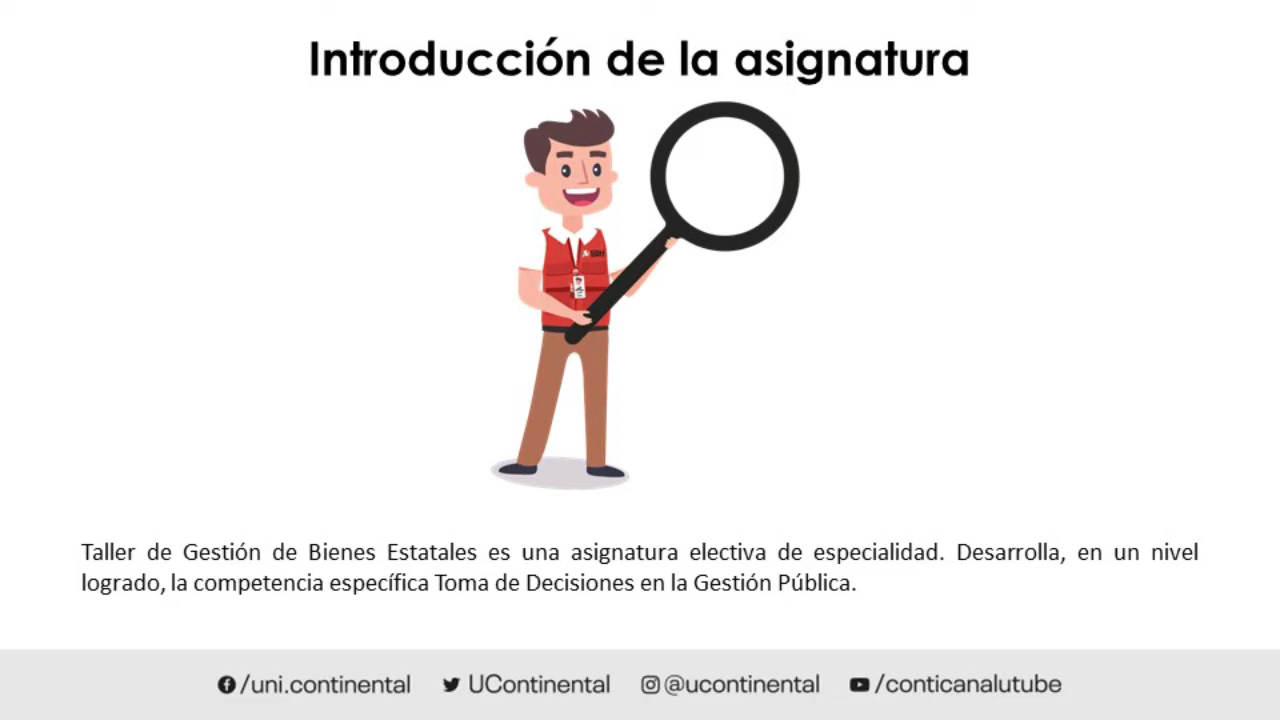 Introducción de la asignatura
Taller de Gestión de Bienes Estatales es una asignatura electiva de especialidad. Desarrolla, en un nivel
logrado, la competencia específica Toma de Decisiones en la Gestión Pública.
/uni.continental UContinental @ucontinental /conticanalutube